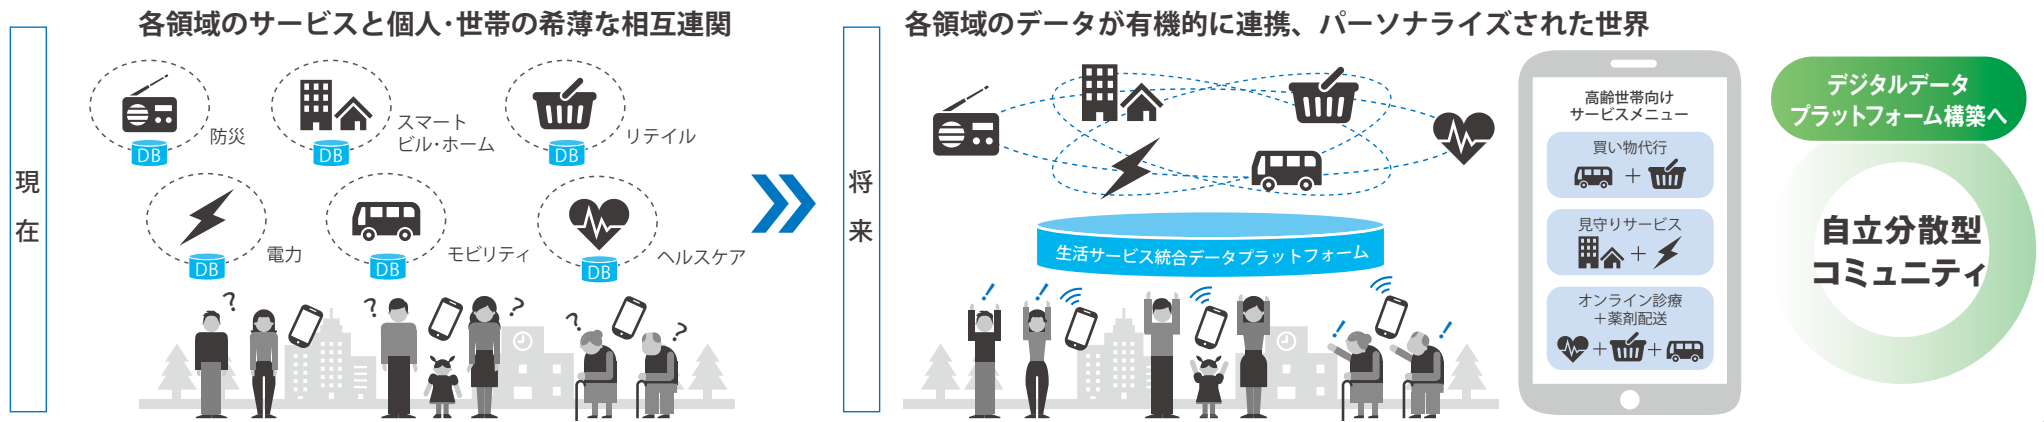 現在
各領域のサービスと個人･世帯の希薄な相互連関
防災
DB
スマート
ビル･ホーム
DB
リテイル
DB
電力
DB
モビリティ
DB
ヘルスケア
DB
?
?
?
?
?
将来
各領域のデータが有機的に連携、パーソナライズされた世界
生活サービス統合データプラットフォーム
!
!
!
!
高齢世帯向け
サービスメニュー
買い物代行
+
見守りサービス
+
オンライン診療
＋薬剤配送
+ +
デジタルデータ
プラットフォーム構築へ
自立分散型
コミュニティ